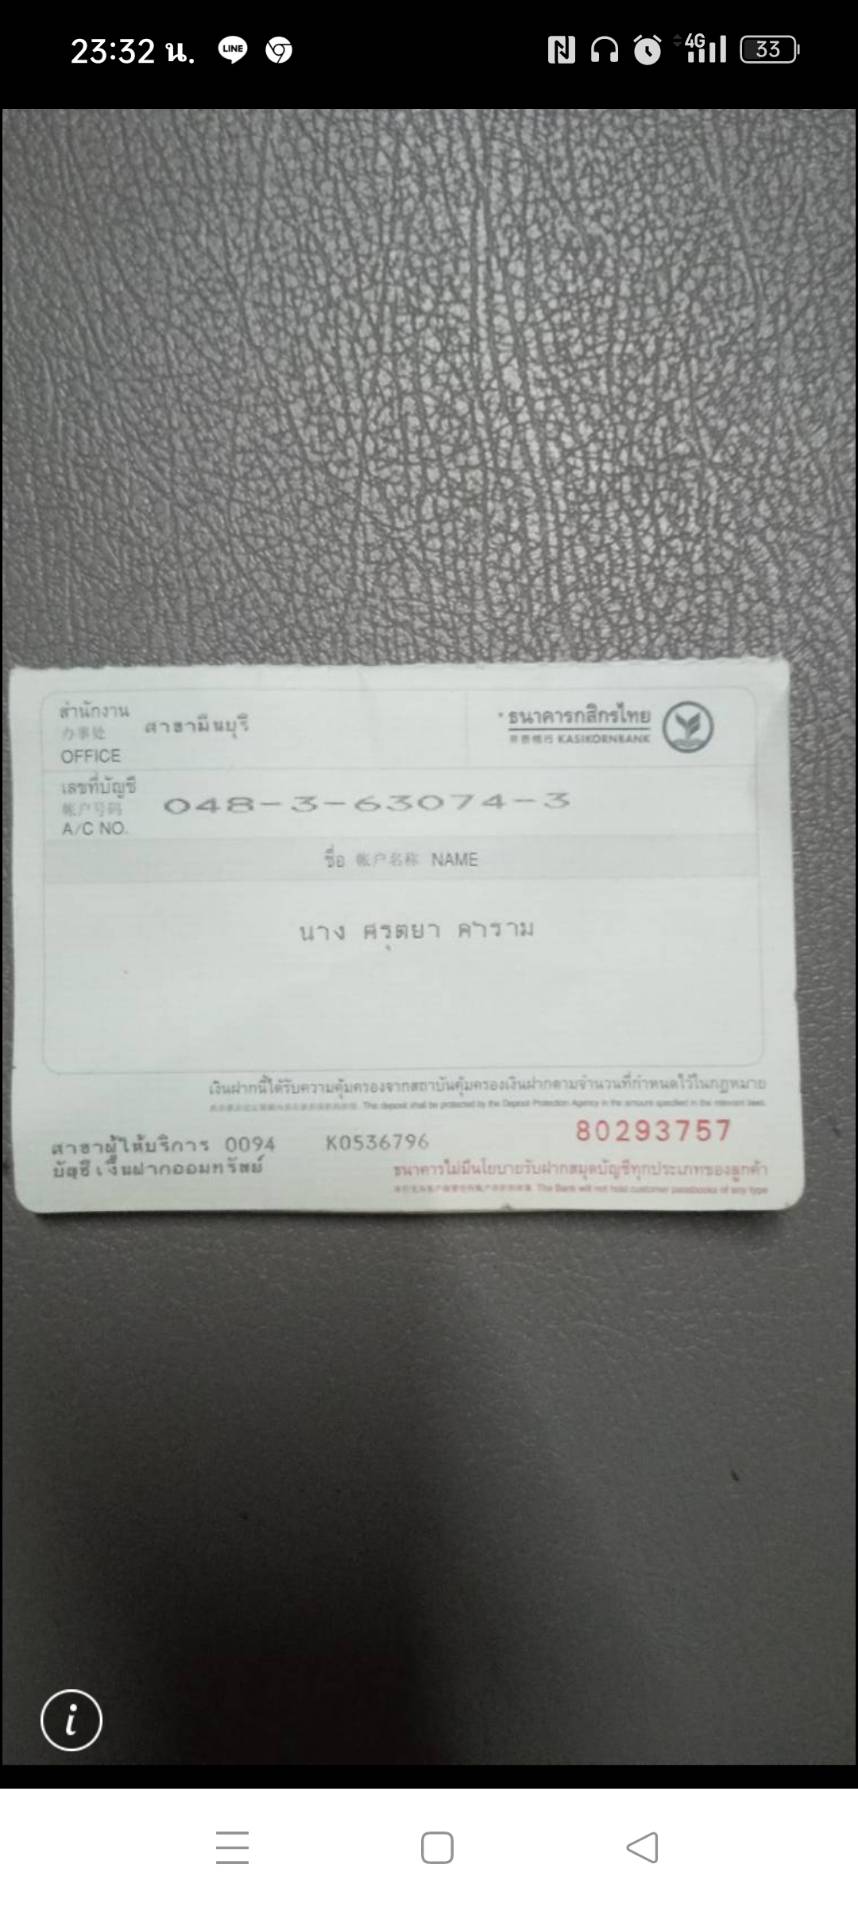 23:32 น. LINE
4G 33
สำนักงาน
办事处
OFFICE
สาขามีนบุรี
ธนาคารกสิกรไทย
KASIKORNBANK
เลขที่บัญชี
帐户号码
A/C NO.
048-3-63074-3
ชื่อ 帐户名称 NAME
นาง ศรุตยา คาราม
เงินฝากนี้ได้รับความคุ้มครองจากสถาบันคุ้มครองเงินฝากตามจำนวนที่กำหนดไว้ในกฎหมาย
The deposit shall be protected by the Deposit Protection Agency in the amount specified in the relevant laws.
สาขาผู้ให้บริการ 0094 K0536796 80293757
บัญชีเงินฝากออมทรัพย์
ธนาคารไม่มีนโยบายรับฝากสมุดบัญชีทุกประเภทของลูกค้า
The Bank will not hold customer passbooks of any type